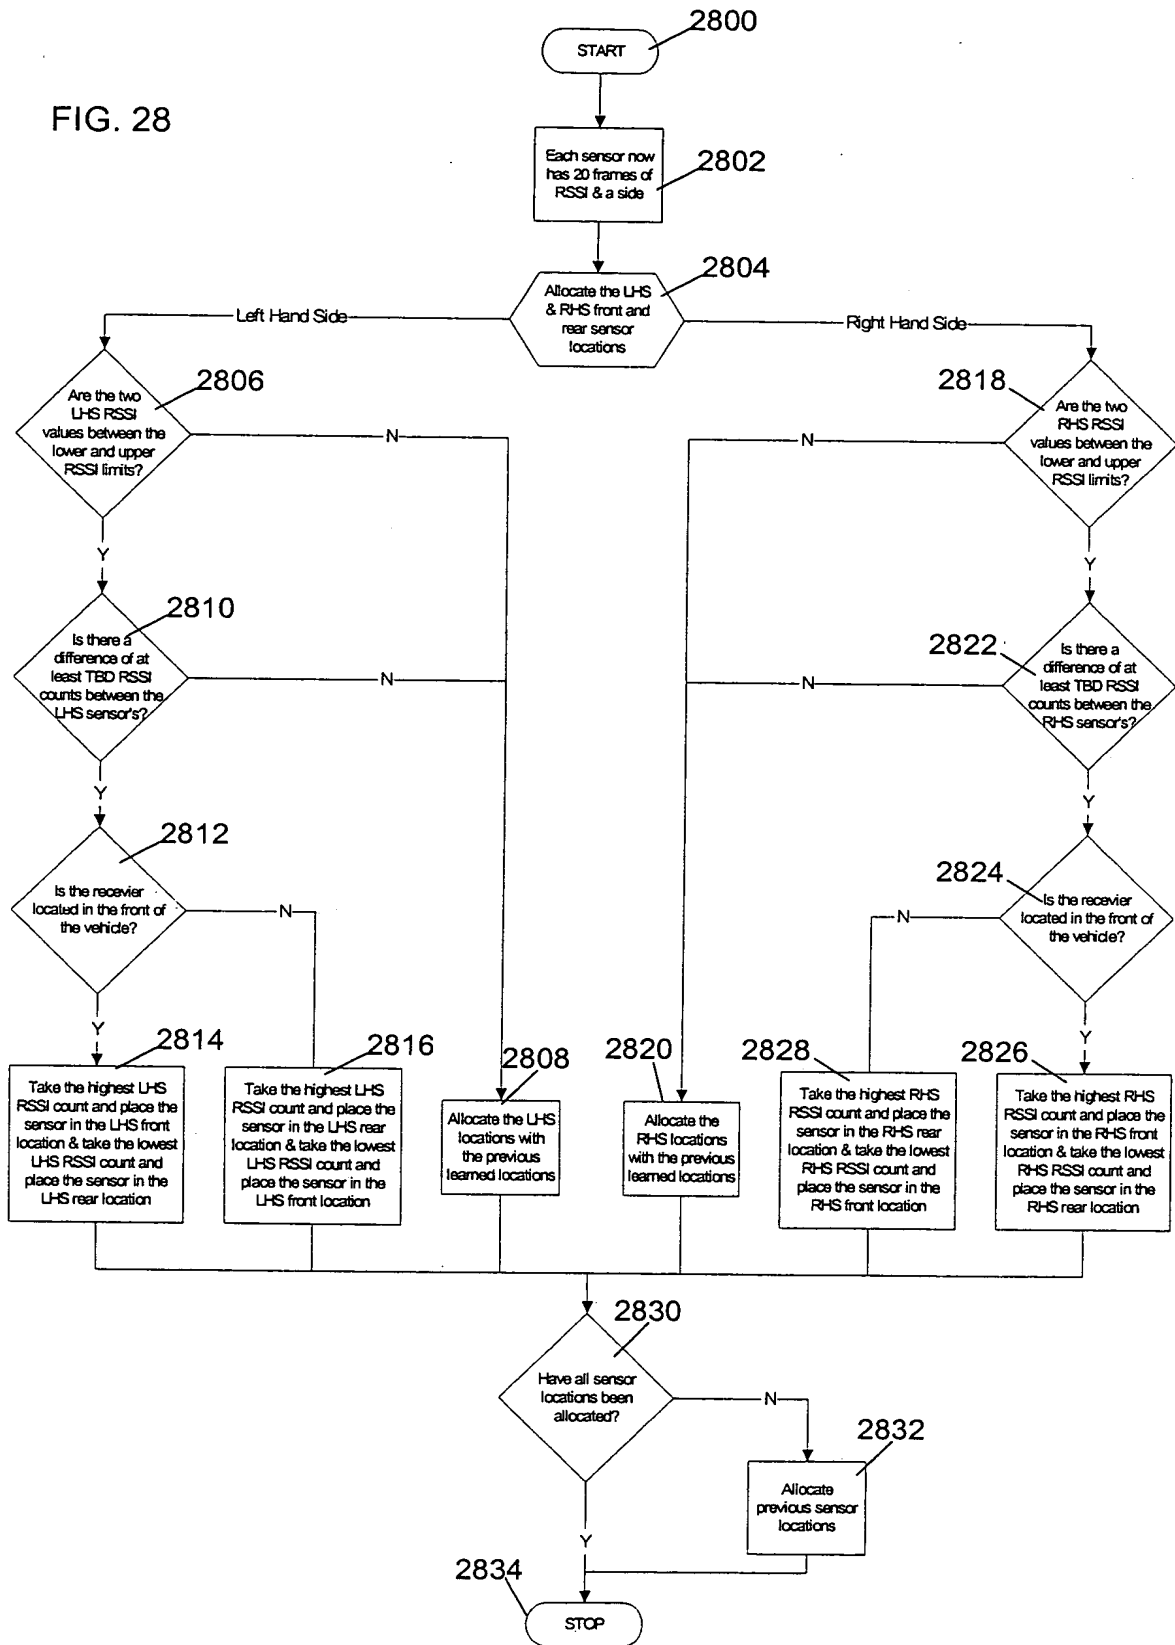 2800
START
FIG. 28
Each sensor now
has 20 frames of
RSSI & a side
2802
2804
Allocate the LHS
& RHS front and
rear sensor
locations
Left Hand Side
Right Hand Side
2806
Are the two
LHS RSSI
values between the
lower and upper
RSSI limits?
N
Y
2818
Are the two
RHS RSSI
values between the
lower and upper
RSSI limits?
N
Y
2810
Is there a
difference of at
least TBD RSSI
counts between the
LHS sensor's?
N
Y
2822
Is there a
difference of at
least TBD RSSI
counts between the
RHS sensor's?
N
Y
2812
Is the recevier
located in the front of
the vehicle?
N
Y
2824
Is the recevier
located in the front of
the vehicle?
N
Y
2814
Take the highest LHS
RSSI count and place the
sensor in the LHS front
location & take the lowest
LHS RSSI count and
place the sensor in the
LHS rear location
2816
Take the highest LHS
RSSI count and place the
sensor in the LHS rear
location & take the lowest
LHS RSSI count and
place the sensor in the
LHS front location
2808
Allocate the LHS
locations with
the previous
learned locations
2820
Allocate the
RHS locations
with the previous
learned locations
2828
Take the highest RHS
RSSI count and place the
sensor in the RHS rear
location & take the lowest
RHS RSSI count and
place the sensor in the
RHS front location
2826
Take the highest RHS
RSSI count and place the
sensor in the RHS front
location & take the lowest
RHS RSSI count and
place the sensor in the
RHS rear location
2830
Have all sensor
locations been
allocated?
N
Y
2832
Allocate
previous sensor
locations
2834
STOP